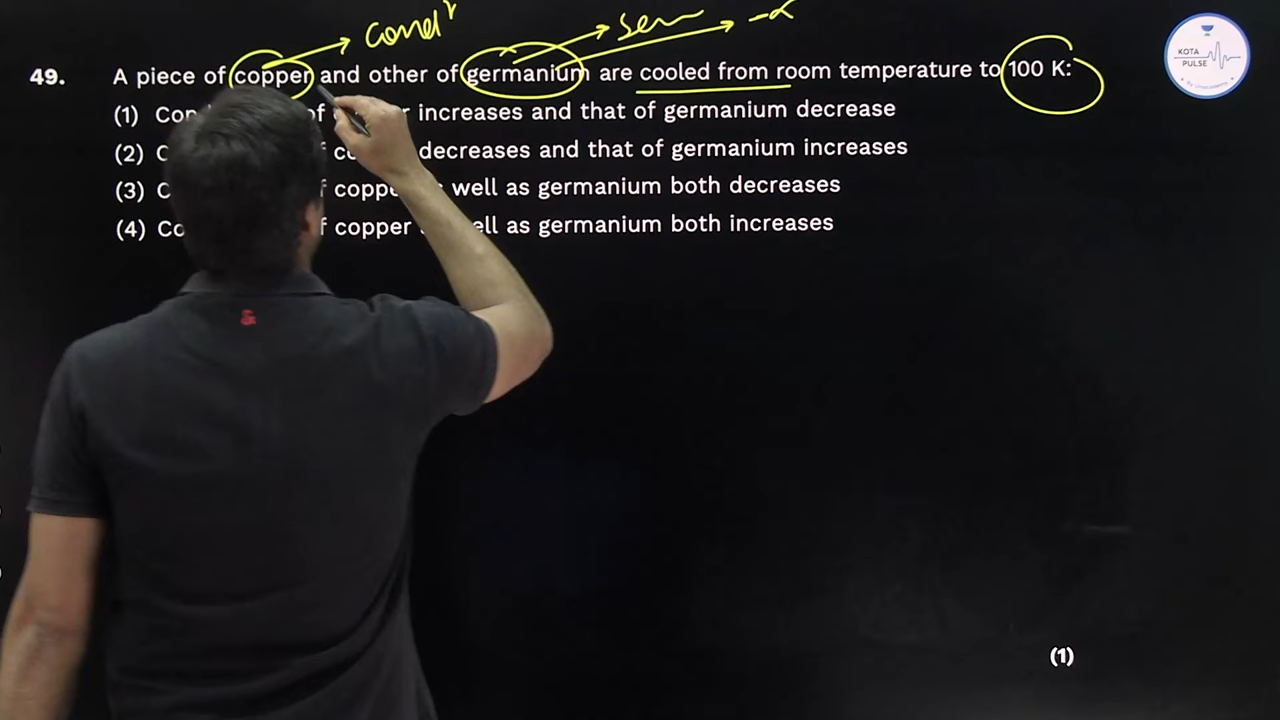 condr
sem
-α
49. A piece of copper and other of germanium are cooled from room temperature to 100 K:
(1) Con of increases and that of germanium decrease
(2) C f co decreases and that of germanium increases
(3) C f coppe s well as germanium both decreases
(4) Co f copper ell as germanium both increases
KOTA
PULSE
(1)